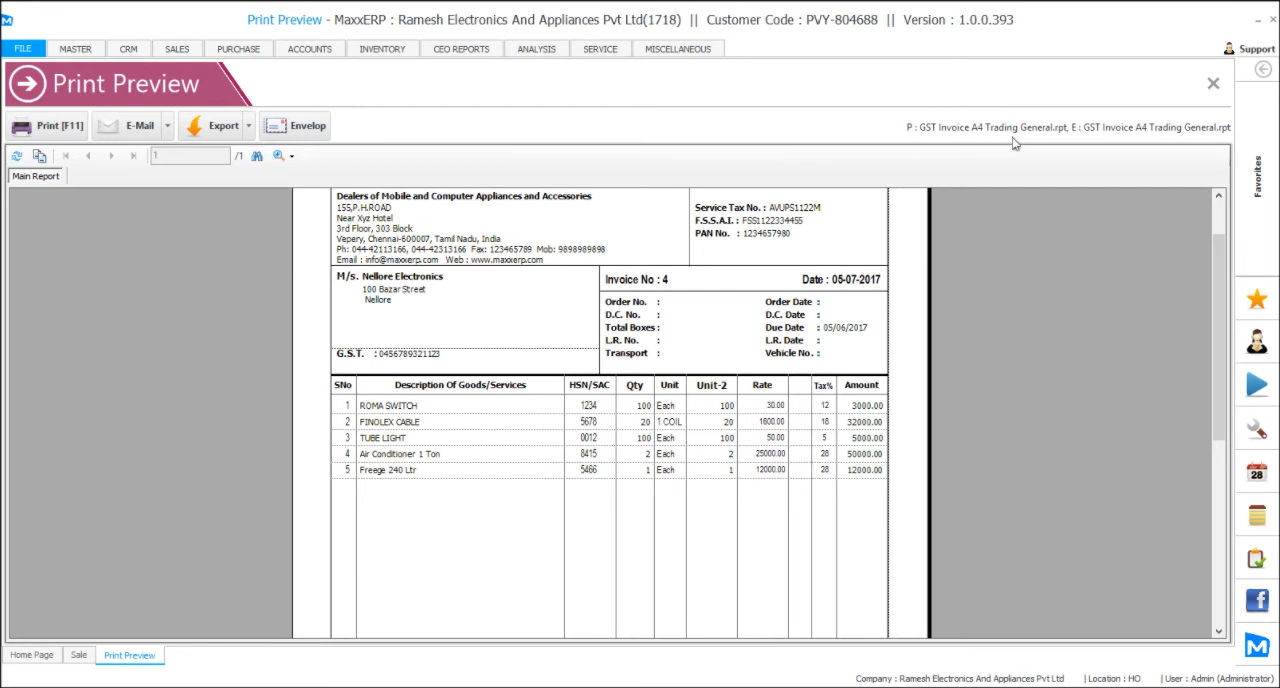 Print Preview - MaxxERP : Ramesh Electronics And Appliances Pvt Ltd(1718) || Customer Code : PVY-804688 || Version : 1.0.0.393
FILE MASTER CRM SALES PURCHASE ACCOUNTS INVENTORY CEO REPORTS ANALYSIS SERVICE MISCELLANEOUS Support
Print Preview
Print [F11] E-Mail Export Envelop
P : GST Invoice A4 Trading General.rpt, E : GST Invoice A4 Trading General.rpt
1 /1
Main Report
Favorites
Dealers of Mobile and Computer Appliances and Accessories
155,P.H.ROAD
Near Xyz Hotel
3rd Floor, 303 Block
Vepery, Chennai-600007, Tamil Nadu, India
Ph: 044-42113166, 044-42313166 Fax: 123465789 Mob: 9898989898
Email : info@maxxerp.com Web : www.maxxerp.com
Service Tax No. : AVUPS1122M
F.S.S.A.I. : FSS1122334455
PAN No. : 1234657980
M/s. Nellore Electronics
100 Bazar Street
Nellore
G.S.T. : 0456789321123
Invoice No : 4 Date : 05-07-2017
Order No. : Order Date :
D.C. No. : D.C. Date :
Total Boxes : Due Date : 05/06/2017
L.R. No. : L.R. Date :
Transport : Vehicle No. :
SNo Description Of Goods/Services HSN/SAC Qty Unit Unit-2 Rate Tax% Amount
1 ROMA SWITCH 1234 100 Each 100 30.00 12 3000.00
2 FINOLEX CABLE 5678 20 1 COIL 20 1600.00 18 32000.00
3 TUBE LIGHT 0012 100 Each 100 50.00 5 5000.00
4 Air Conditioner 1 Ton 8415 2 Each 2 25000.00 28 50000.00
5 Freege 240 Ltr 5466 1 Each 1 12000.00 28 12000.00
28
Home Page Sale Print Preview
Company : Ramesh Electronics And Appliances Pvt Ltd | Location : HO | User : Admin (Administrator)